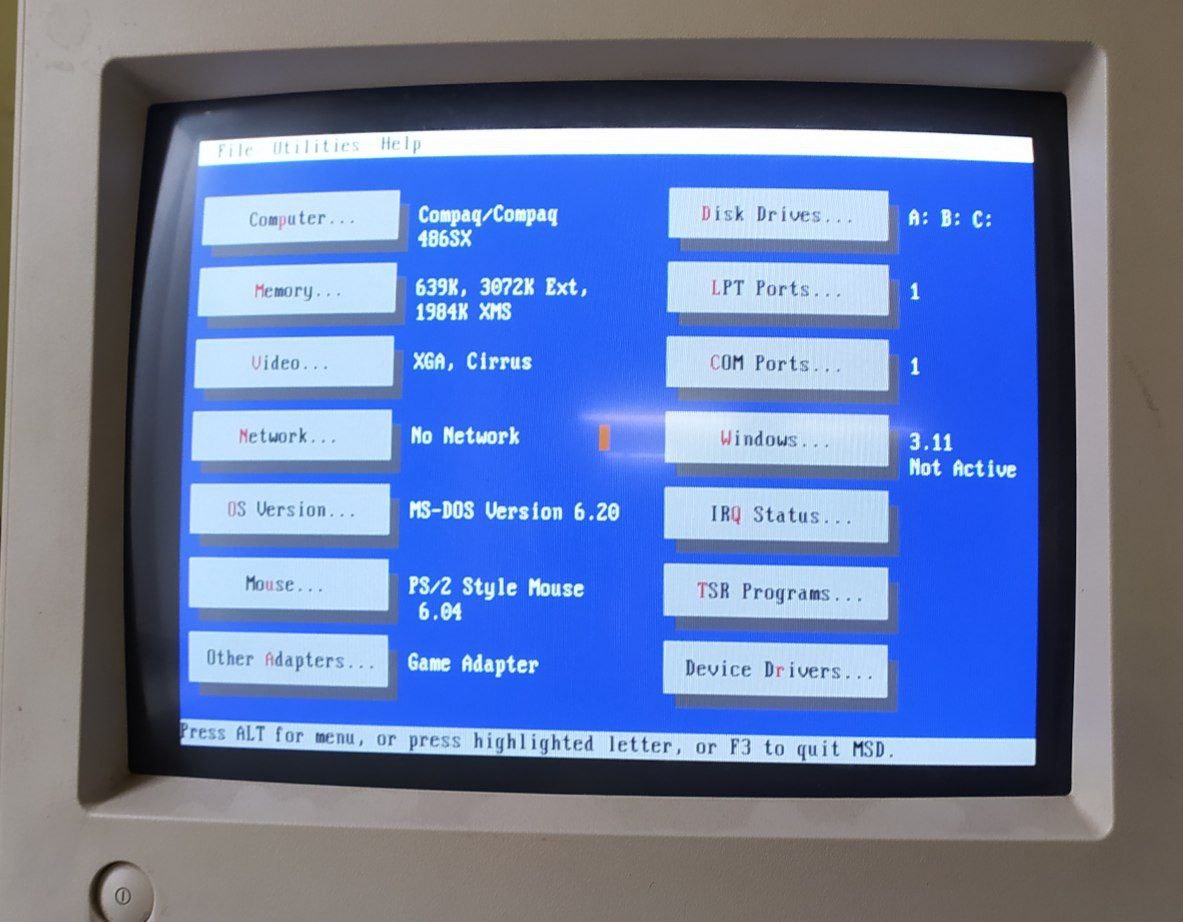 File Utilities Help
Computer... Compaq/Compaq
486SX
Disk Drives... A: B: C:
Memory... 639K, 3072K Ext,
1984K XMS
LPT Ports... 1
Video... XGA, Cirrus
COM Ports... 1
Network... No Network
Windows... 3.11
Not Active
OS Version... MS-DOS Version 6.20
IRQ Status...
Mouse... PS/2 Style Mouse
6.04
TSR Programs...
Other Adapters... Game Adapter
Device Drivers...
Press ALT for menu, or press highlighted letter, or F3 to quit MSD.